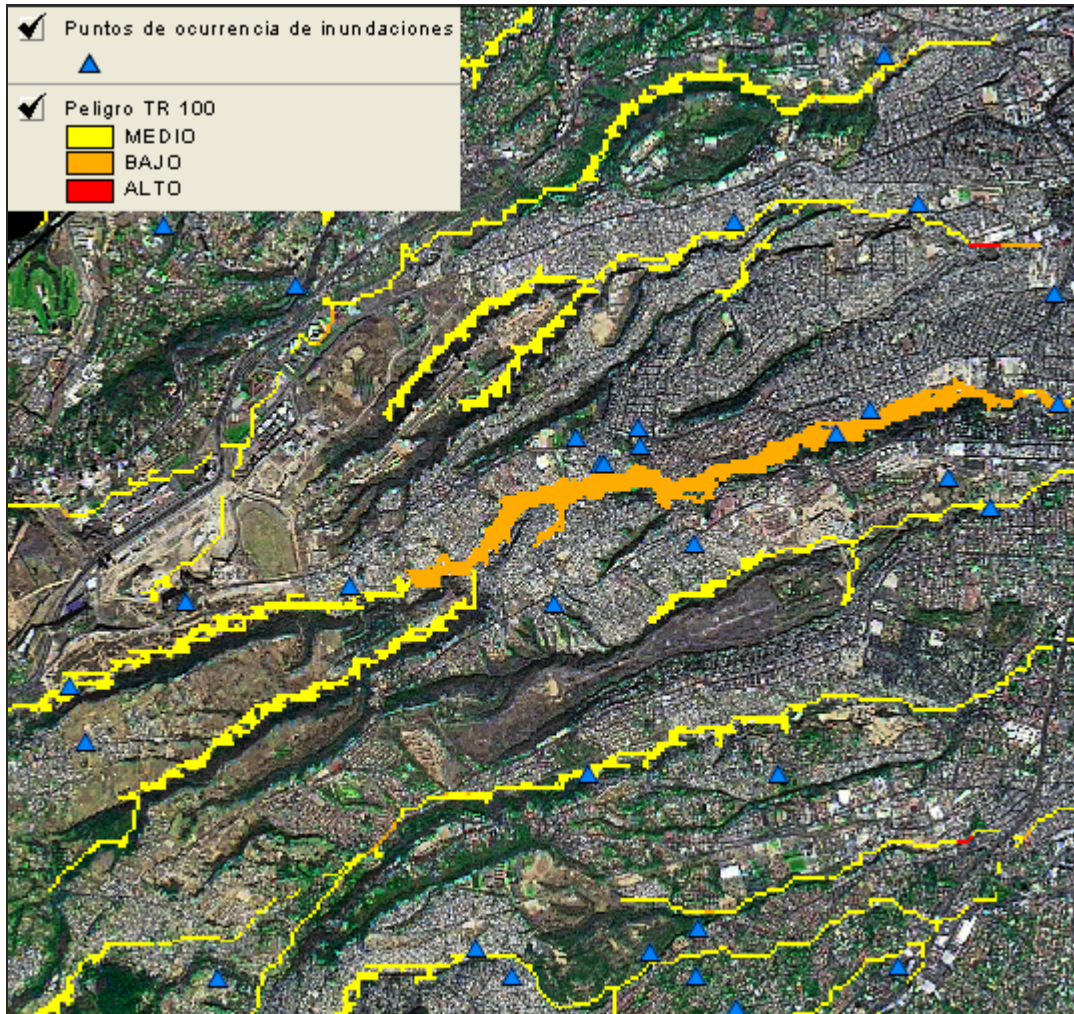 Puntos de ocurrencia de inundaciones
Peligro TR 100
MEDIO
BAJO
ALTO